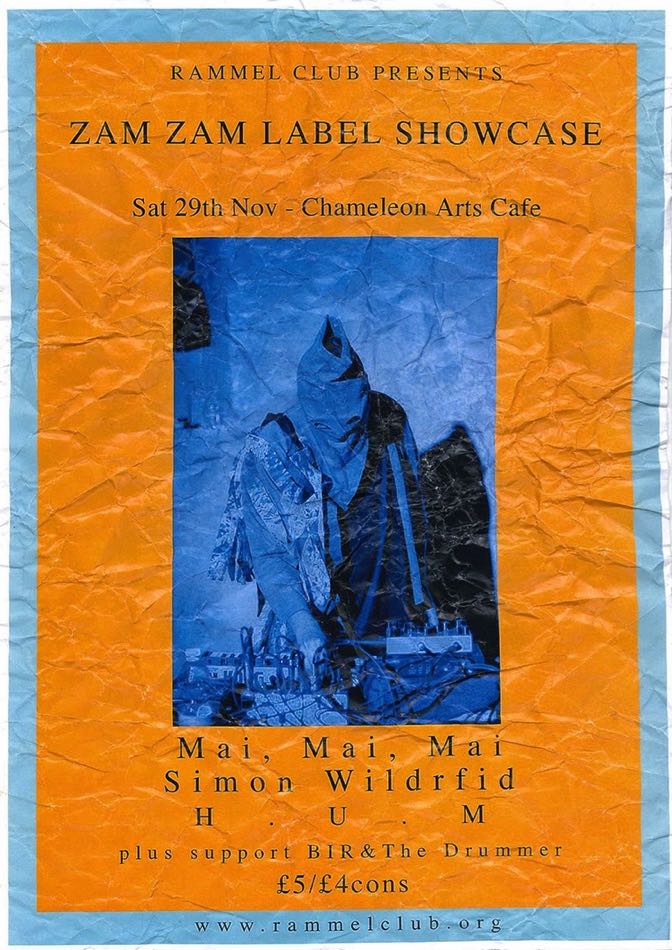 RAMMEL CLUB PRESENTS
ZAM ZAM LABEL SHOWCASE
Sat 29th Nov - Chameleon Arts Cafe
Mai, Mai, Mai
Simon Wildrfid
H . U . M
plus support BIR&The Drummer
£5/£4cons
www.rammelclub.org